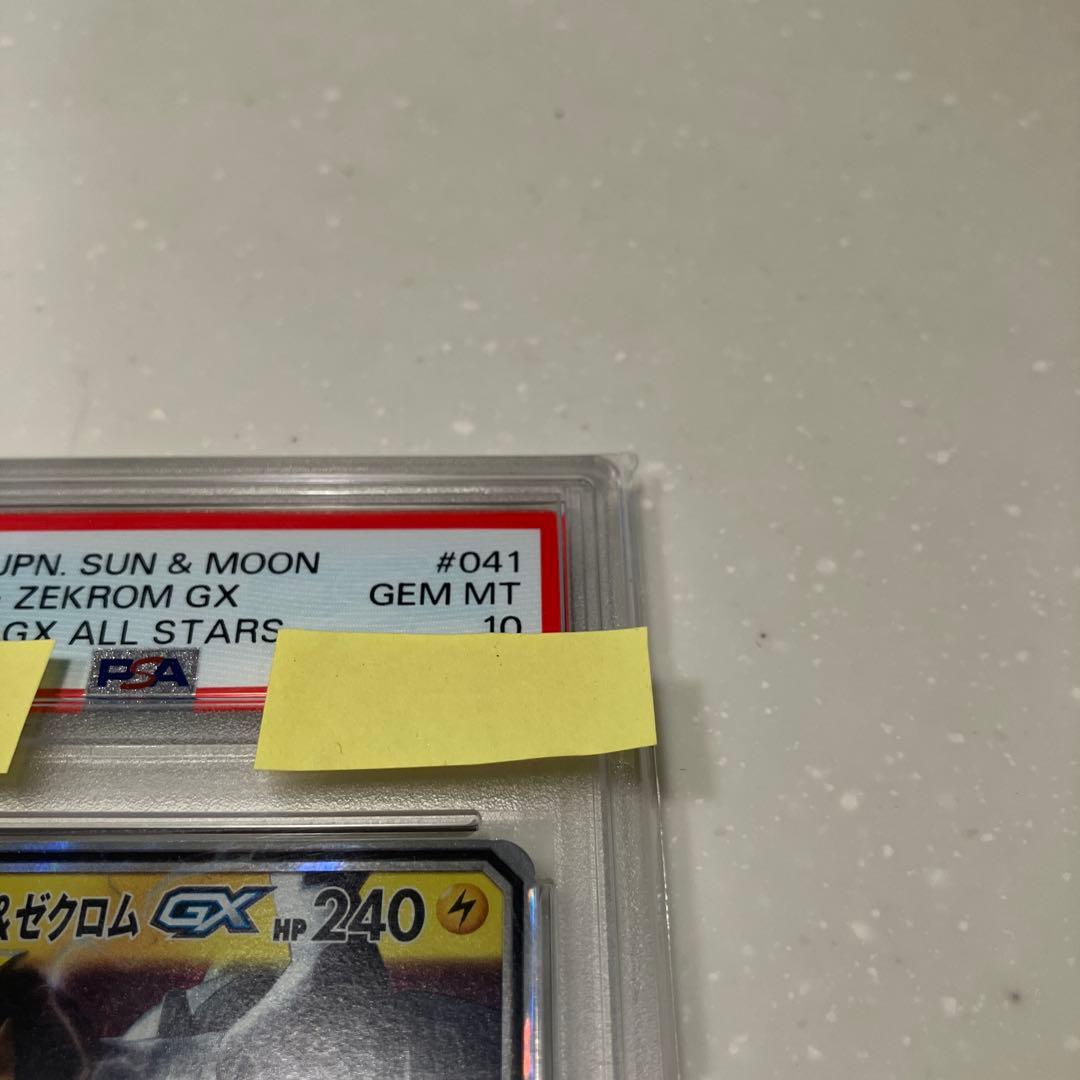 JPN. SUN & MOON #041
ZEKROM GX GEM MT
GX ALL STARS 10
PSA
&ゼクロム GX HP 240